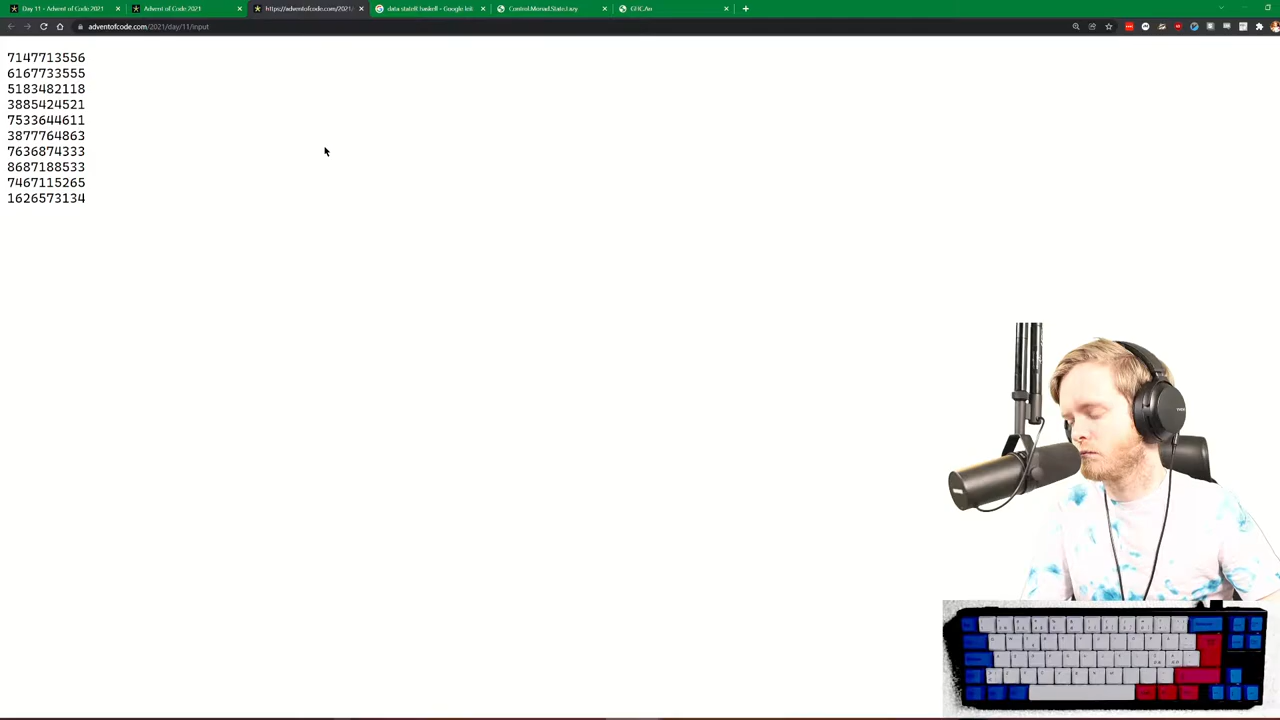 Day 11 - Advent of Code 2021
Advent of Code 2021
https://adventofcode.com/2021/
data stateR haskell - Google
Control.Monad.State.Lazy
GHC.Arr
adventofcode.com/2021/day/11/input
7147713556
6167733555
5183482118
3885424521
7533644611
3877764863
7636874333
8687188533
7467115265
1626573134